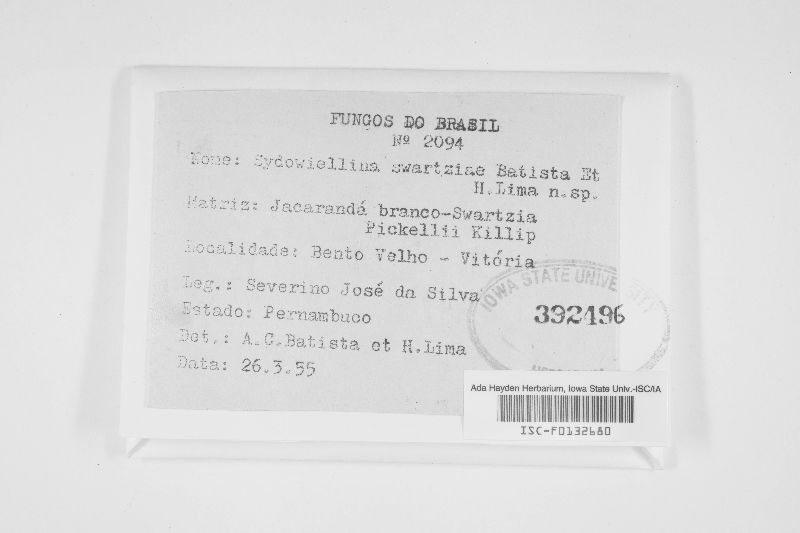 FUNGOS DO BRASIL
Nº 2094
Nome: Sydowiellina swartziae Batista Et
H.Lima n.sp.
Matriz: Jacarandá branco-Swartzia
Pickellii Killip
Localidade: Bento Velho - Vitória
Leg.: Severino José da Silva
Estado: Pernambuco
Det.: A.C.Batista et H.Lima
Data: 26.3.55
IOWA STATE UNIVERSITY
392496
Ada Hayden Herbarium, Iowa State Univ.-ISC/IA
ISC-F0132680